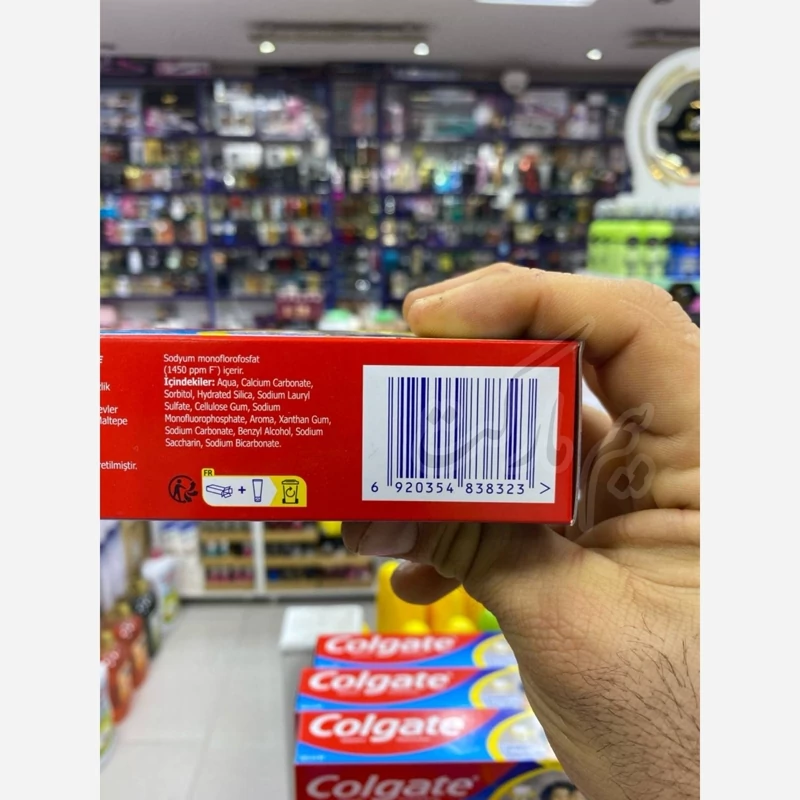 Sodyum monoflorofosfat
(1450 ppm F⁻) içerir.
İçindekiler: Aqua, Calcium Carbonate,
Sorbitol, Hydrated Silica, Sodium Lauryl
Sulfate, Cellulose Gum, Sodium
Monofluorophosphate, Aroma, Xanthan Gum,
Sodium Carbonate, Benzyl Alcohol, Sodium
Saccharin, Sodium Bicarbonate.
FR
+
6 920354 838323 >
Colgate
Colgate
Colgate
Colgate